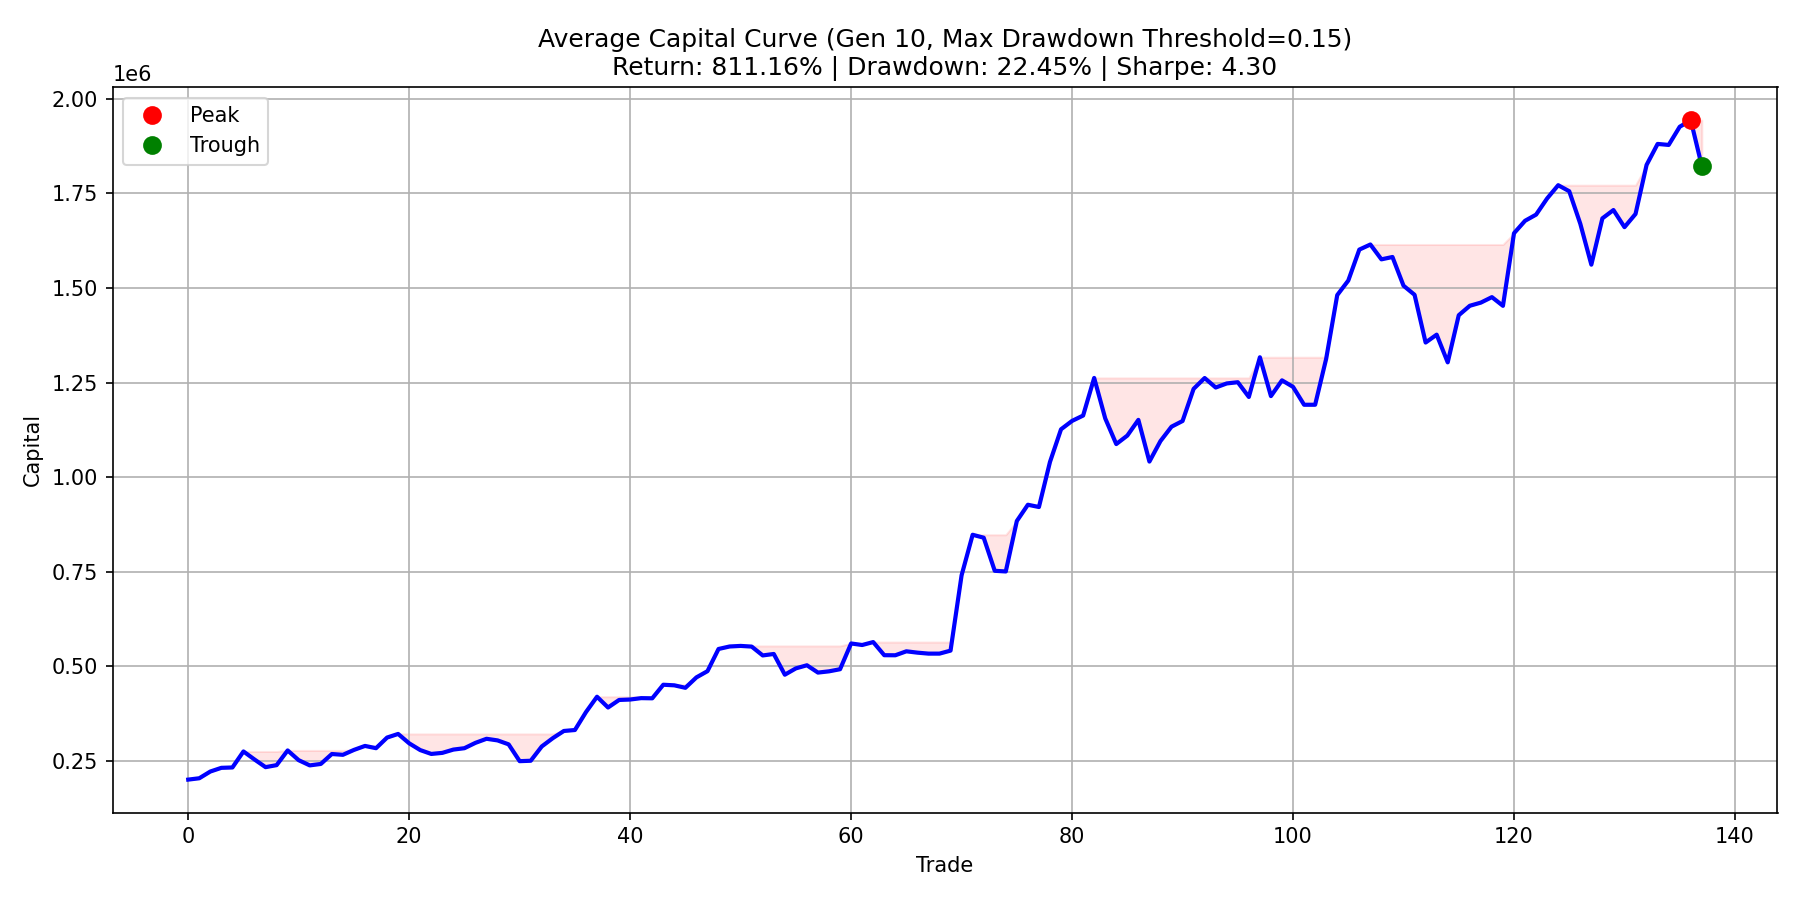 Average Capital Curve (Gen 10, Max Drawdown Threshold=0.15)
Return: 811.16% | Drawdown: 22.45% | Sharpe: 4.30
1e6
Peak
Trough
2.00
1.75
1.50
1.25
1.00
0.75
0.50
0.25
Capital
0 20 40 60 80 100 120 140
Trade